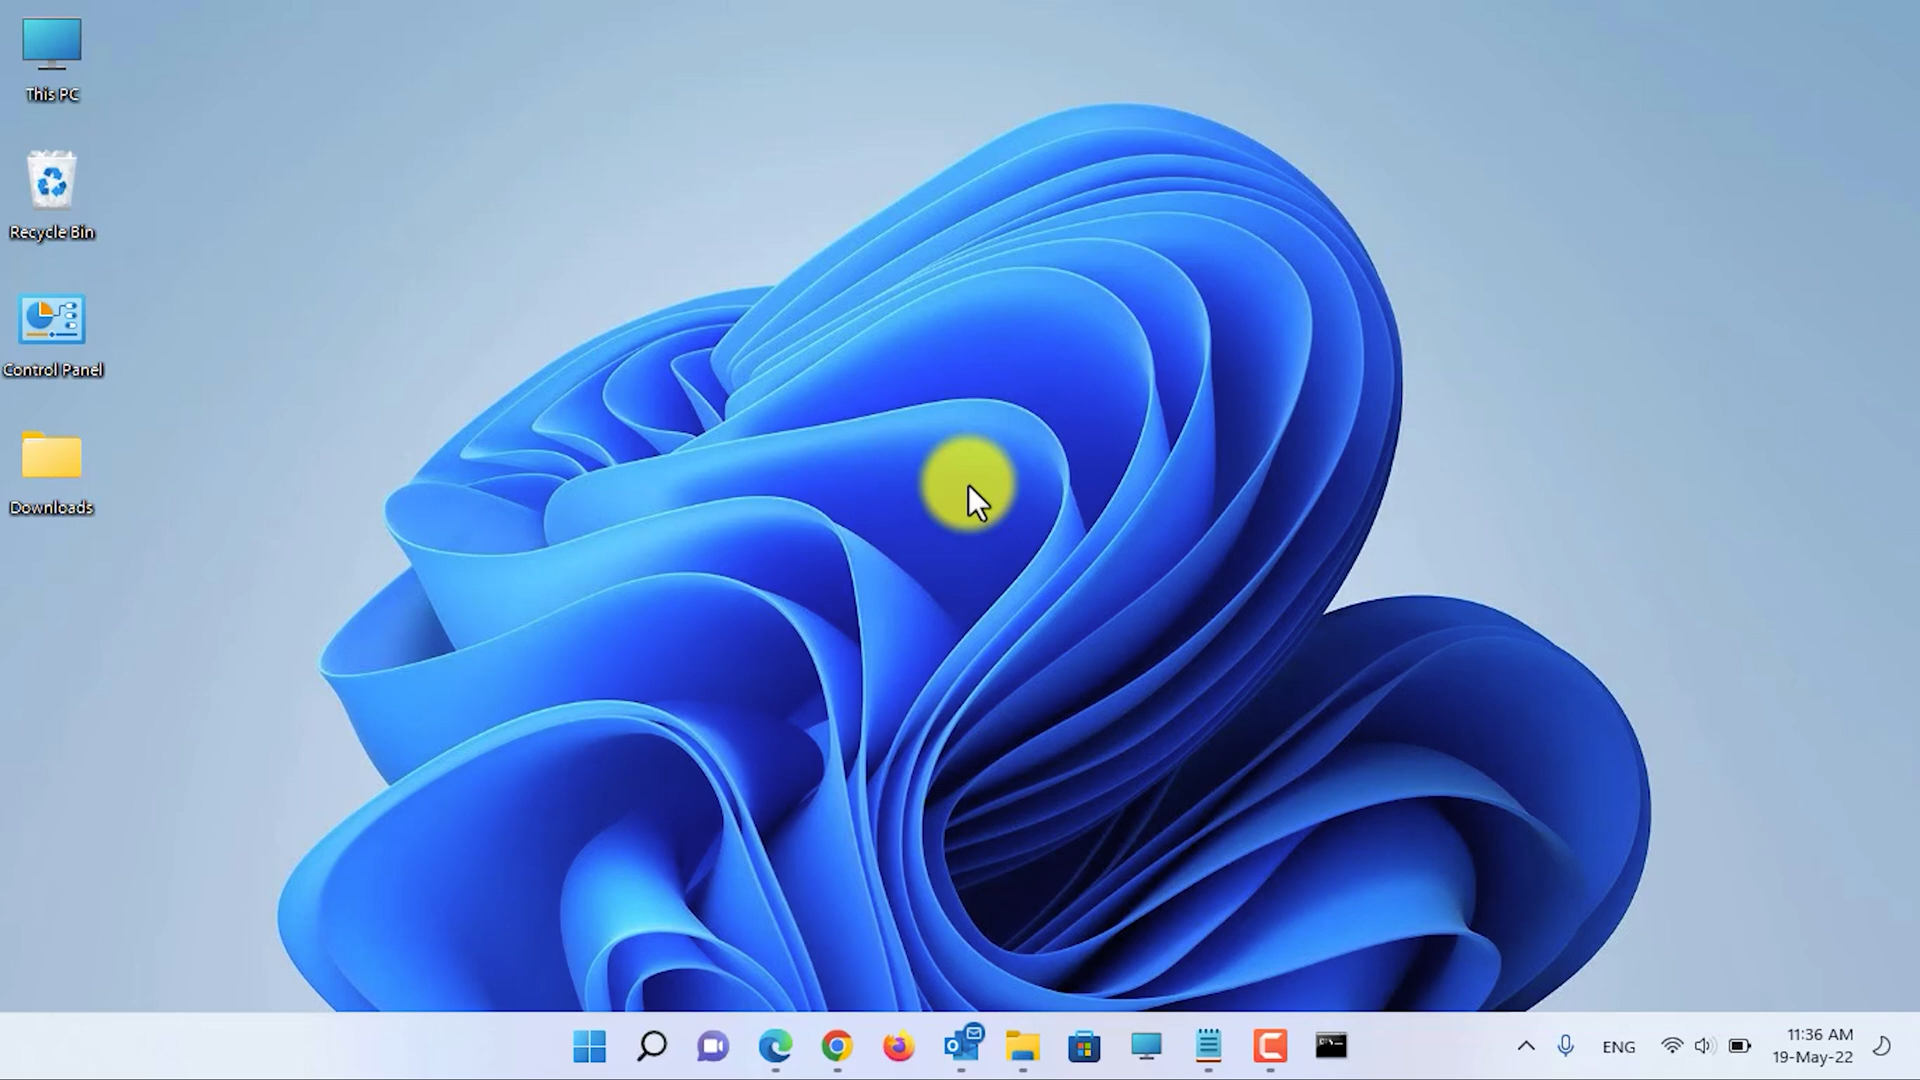 This PC
Recycle Bin
Control Panel
Downloads
ENG
11:36 AM
19-May-22